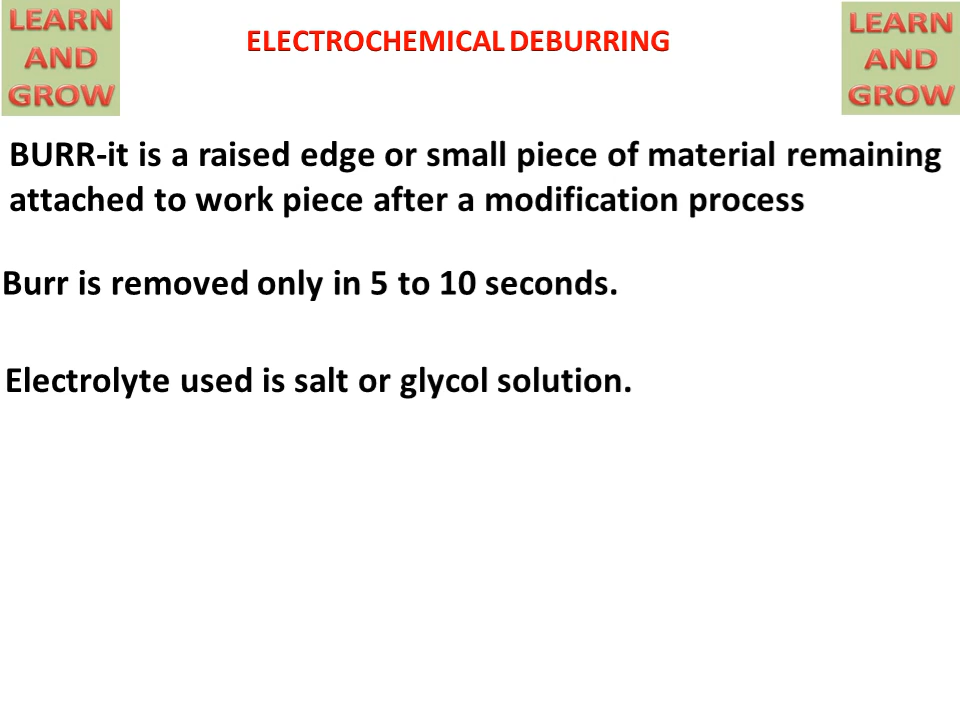 LEARN
AND
GROW
ELECTROCHEMICAL DEBURRING
LEARN
AND
GROW
BURR-it is a raised edge or small piece of material remaining
attached to work piece after a modification process
Burr is removed only in 5 to 10 seconds.
Electrolyte used is salt or glycol solution.